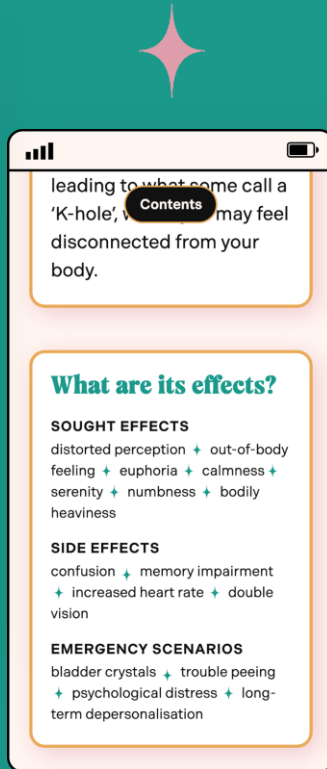 leading to what some call a
Contents
'K-hole', may feel
disconnected from your
body.
What are its effects?
SOUGHT EFFECTS
distorted perception ✦ out-of-body
feeling ✦ euphoria ✦ calmness ✦
serenity ✦ numbness ✦ bodily
heaviness
SIDE EFFECTS
confusion ✦ memory impairment
✦ increased heart rate ✦ double
vision
EMERGENCY SCENARIOS
bladder crystals ✦ trouble peeing
✦ psychological distress ✦ long-
term depersonalisation